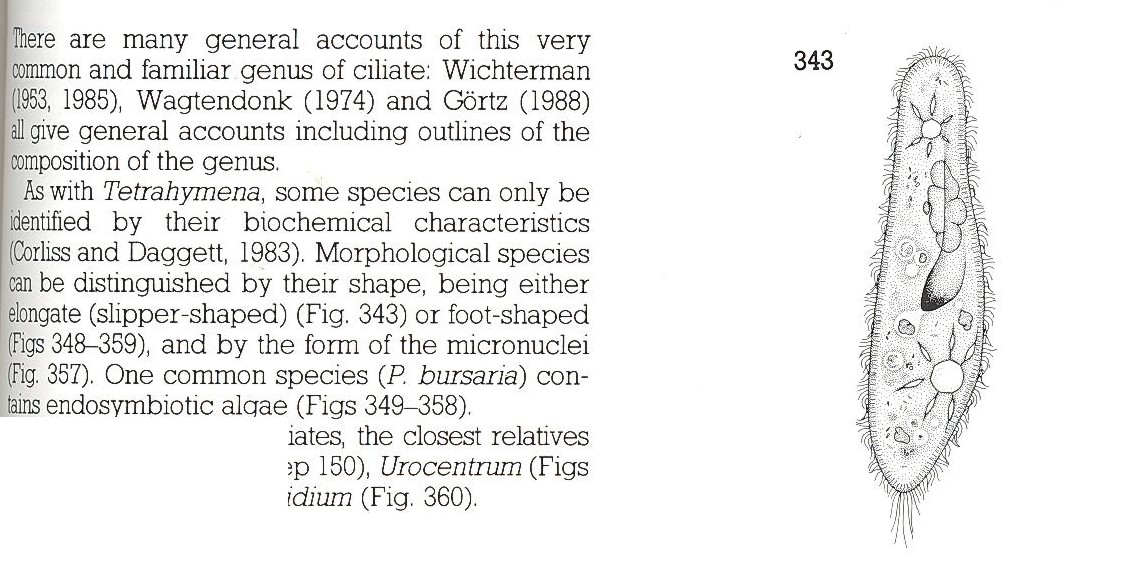 There are many general accounts of this very
common and familiar genus of ciliate: Wichterman
(1953, 1985), Wagtendonk (1974) and Görtz (1988)
all give general accounts including outlines of the
composition of the genus.
As with Tetrahymena, some species can only be
identified by their biochemical characteristics
(Corliss and Daggett, 1983). Morphological species
can be distinguished by their shape, being either
elongate (slipper-shaped) (Fig. 343) or foot-shaped
(Figs 348–359), and by the form of the micronuclei
(Fig. 357). One common species (P. bursaria) con-
tains endosymbiotic algae (Figs 349–358).
iates, the closest relatives
p 150), Urocentrum (Figs
idium (Fig. 360).
343